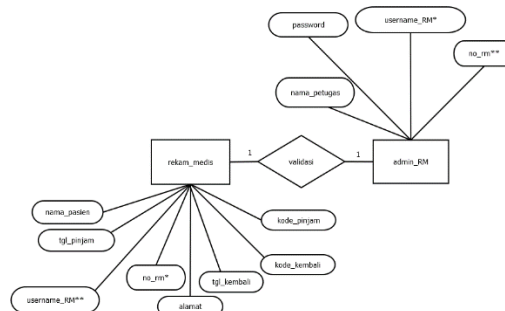 username_RM*
password
no_rm**
nama_petugas
rekam_medis
1
validasi
1
admin_RM
nama_pasien
kode_pinjam
tgl_pinjam
kode_kembali
no_rm*
tgl_kembali
username_RM**
alamat